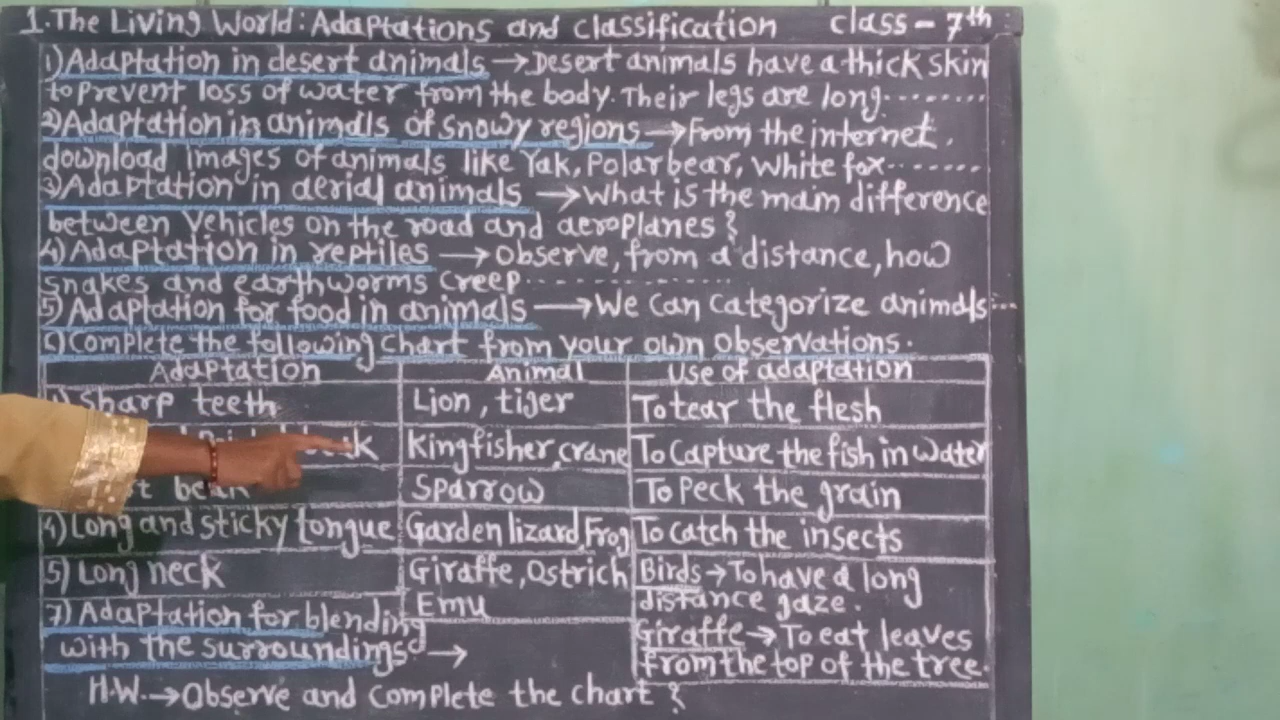 1.The Living World: Adaptations and classification class - 7th
1) Adaptation in desert animals → Desert animals have a thick skin
to prevent loss of water from the body. Their legs are long........
2) Adaptation in animals of snowy regions → From the internet.
download images of animals like Yak, Polar bear, White fox.......
3) Adaptation in aerial animals → What is the main difference
between Vehicles on the road and aeroplanes?
4) Adaptation in reptiles → Observe, from a distance, how
snakes and earthworms creep..............
5) Adaptation for food in animals → We can categorize animals....
6) Complete the following chart from your own observations.
Adaptation Animal Use of adaptation
1) Sharp teeth Lion, tiger To tear the flesh
Kingfisher, crane To capture the fish in water
Sparrow To peck the grain
4) Long and sticky tongue Garden lizard, Frog To catch the insects
5) Long neck Giraffe, Ostrich Birds → To have a long
Emu distance gaze.
7) Adaptation for blending Giraffe → To eat leaves
with the surroundings → from the top of the tree.
H.W. → Observe and complete the chart?